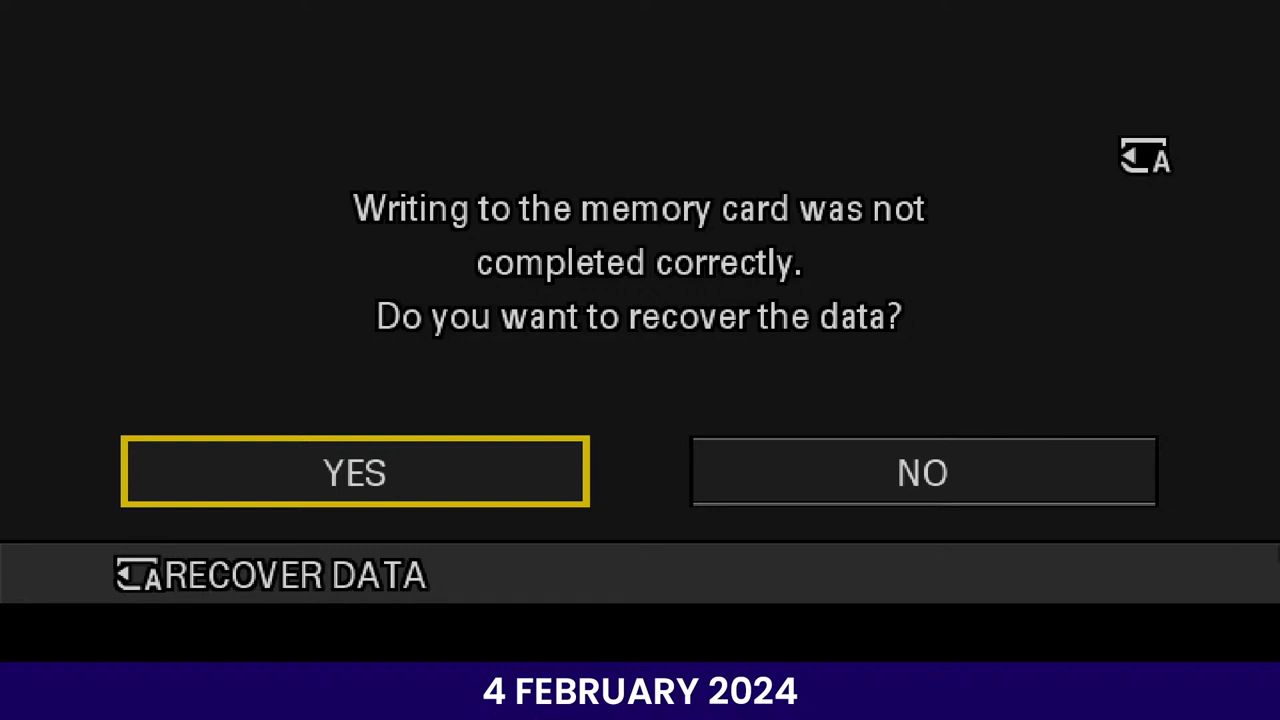 A
Writing to the memory card was not
completed correctly.
Do you want to recover the data?
YES
NO
A RECOVER DATA
4 FEBRUARY 2024